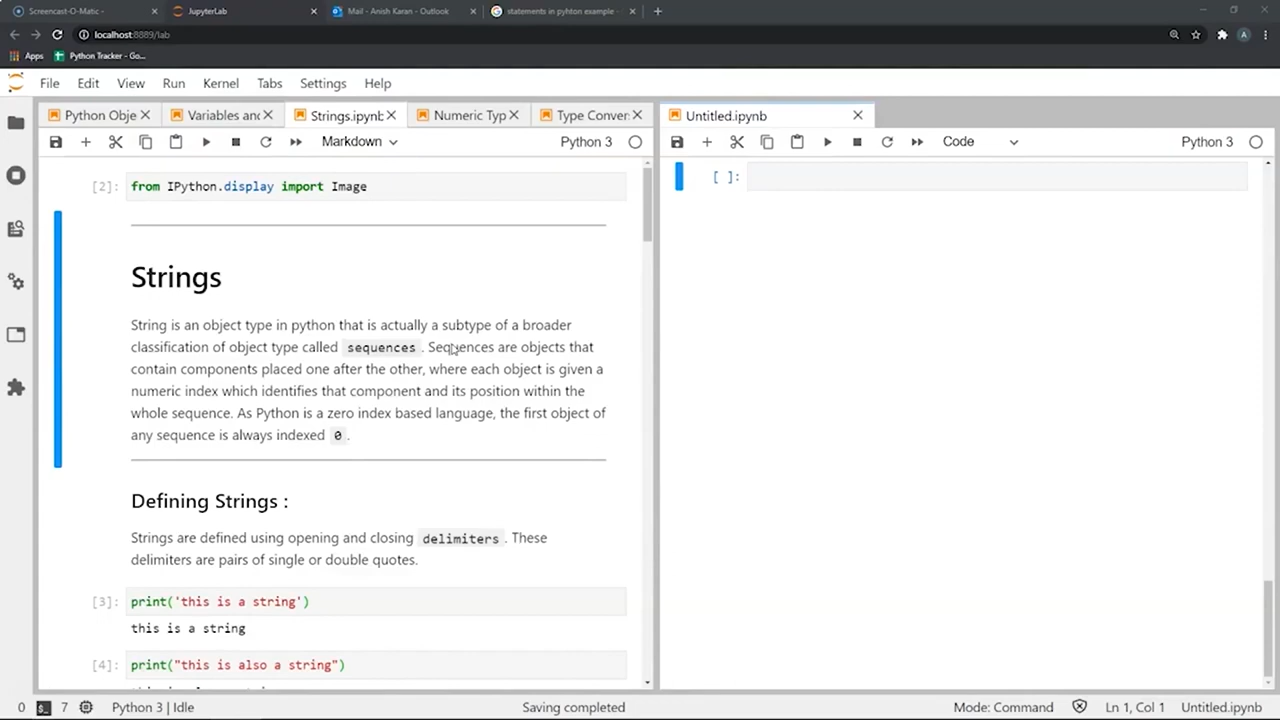 Screencast-O-Matic -
JupyterLab
Mail - Anish Karan - Outlook
statements in pyhton example -
localhost:8889/lab
A
Apps
Python Tracker - Go...
File Edit View Run Kernel Tabs Settings Help
Python Obje
Variables and
Strings.ipynb
Numeric Typ
Type Conver
Untitled.ipynb
Markdown
Python 3
Code
Python 3
[2]: from IPython.display import Image
Strings
String is an object type in python that is actually a subtype of a broader
classification of object type called sequences . Sequences are objects that
contain components placed one after the other, where each object is given a
numeric index which identifies that component and its position within the
whole sequence. As Python is a zero index based language, the first object of
any sequence is always indexed 0 .
Defining Strings :
Strings are defined using opening and closing delimiters . These
delimiters are pairs of single or double quotes.
[3]: print('this is a string')
this is a string
[4]: print("this is also a string")
[ ]:
0
7
Python 3 | Idle
Saving completed
Mode: Command
Ln 1, Col 1
Untitled.ipynb